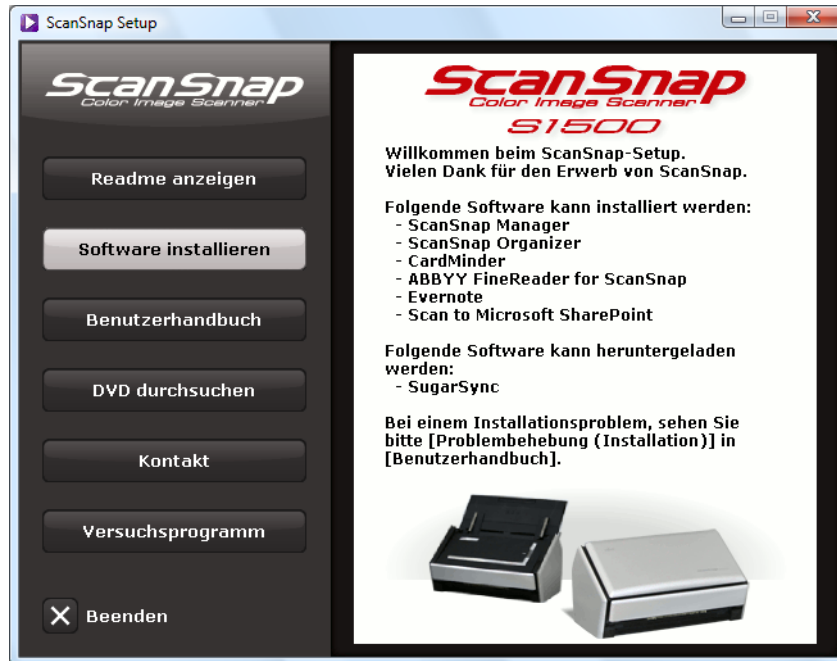 ScanSnap Setup
ScanSnap
Color Image Scanner
Readme anzeigen
Software installieren
Benutzerhandbuch
DVD durchsuchen
Kontakt
Versuchsprogramm
Beenden
ScanSnap
Color Image Scanner
S1500
Willkommen beim ScanSnap-Setup.
Vielen Dank für den Erwerb von ScanSnap.
Folgende Software kann installiert werden:
- ScanSnap Manager
- ScanSnap Organizer
- CardMinder
- ABBYY FineReader for ScanSnap
- Evernote
- Scan to Microsoft SharePoint
Folgende Software kann heruntergeladen
werden:
- SugarSync
Bei einem Installationsproblem, sehen Sie
bitte [Problembehebung (Installation)] in
[Benutzerhandbuch].